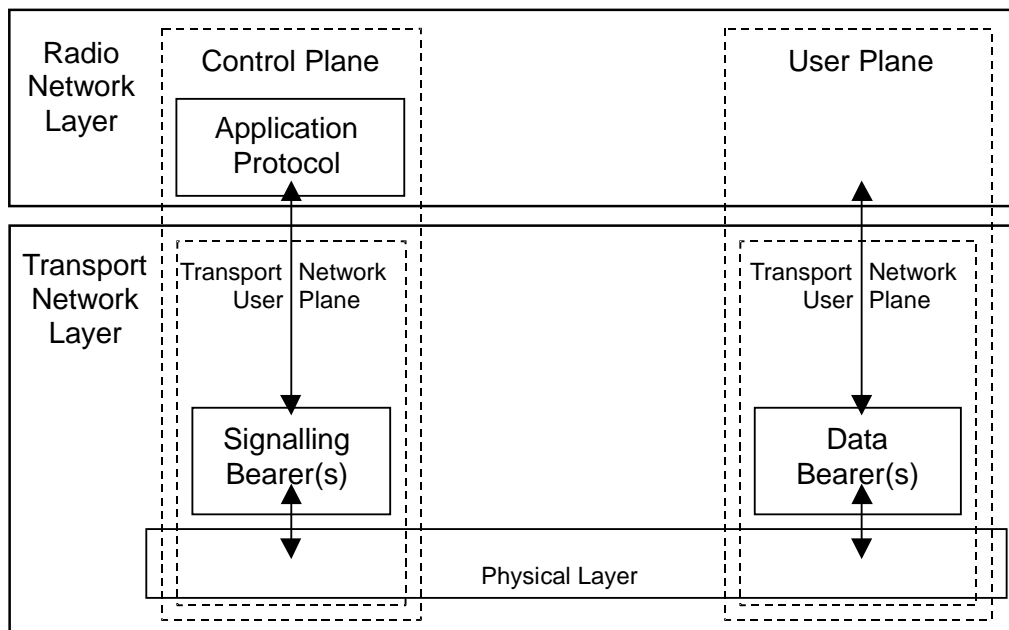 Radio
Network
Layer
Control Plane
User Plane
Application
Protocol
Transport
Network
Layer
Transport Network
User Plane
Transport Network
User Plane
Signalling
Bearer(s)
Data
Bearer(s)
Physical Layer